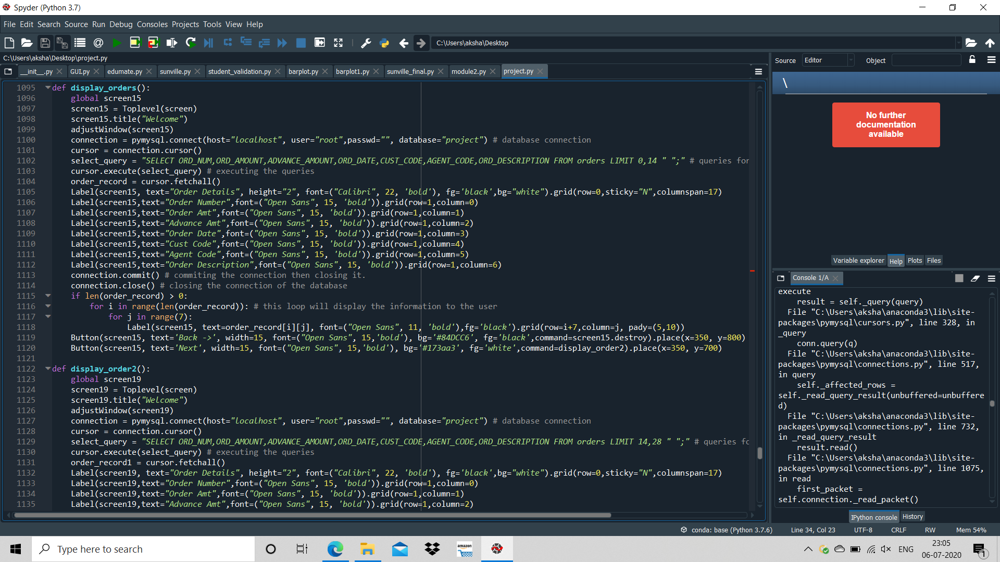 Spyder (Python 3.7)
File Edit Search Source Run Debug Consoles Projects Tools View Help
C:\Users\aksha\Desktop
C:\Users\aksha\Desktop\project.py
__init__.py GUI.py edumate.py sunville.py student_validation.py barplot.py barplot1.py sunville_final.py module2.py project.py
1095 def display_orders():
1096 global screen15
1097 screen15 = Toplevel(screen)
1098 screen15.title("Welcome")
1099 adjustWindow(screen15)
1100 connection = pymysql.connect(host="localhost", user="root",passwd="", database="project") # database connection
1101 cursor = connection.cursor()
1102 select_query = "SELECT ORD_NUM,ORD_AMOUNT,ADVANCE_AMOUNT,ORD_DATE,CUST_CODE,AGENT_CODE,ORD_DESCRIPTION FROM orders LIMIT 0,14 " ";" # queries for
1103 cursor.execute(select_query) # executing the queries
1104 order_record = cursor.fetchall()
1105 Label(screen15, text="Order Details", height="2", font=("Calibri", 22, 'bold'), fg='black',bg="white").grid(row=0,sticky="N",columnspan=17)
1106 Label(screen15,text="Order Number",font=("Open Sans", 15, 'bold')).grid(row=1,column=0)
1107 Label(screen15,text="Order Amt",font=("Open Sans", 15, 'bold')).grid(row=1,column=1)
1108 Label(screen15,text="Advance Amt",font=("Open Sans", 15, 'bold')).grid(row=1,column=2)
1109 Label(screen15,text="Order Date",font=("Open Sans", 15, 'bold')).grid(row=1,column=3)
1110 Label(screen15,text="Cust Code",font=("Open Sans", 15, 'bold')).grid(row=1,column=4)
1111 Label(screen15,text="Agent Code",font=("Open Sans", 15, 'bold')).grid(row=1,column=5)
1112 Label(screen15,text="Order Description",font=("Open Sans", 15, 'bold')).grid(row=1,column=6)
1113 connection.commit() # commiting the connection then closing it.
1114 connection.close() # closing the connection of the database
1115 if len(order_record) > 0:
1116 for i in range(len(order_record)): # this loop will display the information to the user
1117 for j in range(7):
1118 Label(screen15, text=order_record[i][j], font=("Open Sans", 11, 'bold'),fg='black').grid(row=i+7,column=j, pady=(5,10))
1119 Button(screen15, text='Back ->', width=15, font=("Open Sans", 15,'bold'), bg='#84DCC6', fg='black',command=screen15.destroy).place(x=350, y=800)
1120 Button(screen15, text='Next', width=15, font=("Open Sans", 15,'bold'), bg='#173aa3', fg='white',command=display_order2).place(x=350, y=700)
1121
1122 def display_order2():
1123 global screen19
1124 screen19 = Toplevel(screen)
1125 screen19.title("Welcome")
1126 adjustWindow(screen19)
1127 connection = pymysql.connect(host="localhost", user="root",passwd="", database="project") # database connection
1128 cursor = connection.cursor()
1129 select_query = "SELECT ORD_NUM,ORD_AMOUNT,ADVANCE_AMOUNT,ORD_DATE,CUST_CODE,AGENT_CODE,ORD_DESCRIPTION FROM orders LIMIT 14,28 " ";" # queries fo
1130 cursor.execute(select_query) # executing the queries
1131 order_record1 = cursor.fetchall()
1132 Label(screen19, text="Order Details", height="2", font=("Calibri", 22, 'bold'), fg='black',bg="white").grid(row=0,sticky="N",columnspan=17)
1133 Label(screen19,text="Order Number",font=("Open Sans", 15, 'bold')).grid(row=1,column=0)
1134 Label(screen19,text="Order Amt",font=("Open Sans", 15, 'bold')).grid(row=1,column=1)
1135 Label(screen19,text="Advance Amt",font=("Open Sans", 15, 'bold')).grid(row=1,column=2)
Source Editor Object
\
No further
documentation
available
Variable explorer Help Plots Files
Console 1/A
execute
result = self._query(query)
File "C:\Users\aksha\anaconda3\lib\site-
packages\pymysql\cursors.py", line 328, in
_query
conn.query(q)
File "C:\Users\aksha\anaconda3\lib\site-
packages\pymysql\connections.py", line 517,
in query
self._affected_rows =
self._read_query_result(unbuffered=unbuffere
d)
File "C:\Users\aksha\anaconda3\lib\site-
packages\pymysql\connections.py", line 732,
in _read_query_result
result.read()
File "C:\Users\aksha\anaconda3\lib\site-
packages\pymysql\connections.py", line 1075,
in read
first_packet =
self.connection._read_packet()
IPython console History
conda: base (Python 3.7.6) Line 34, Col 23 UTF-8 CRLF RW Mem 54%
Type here to search
amazon
ENG
23:05
06-07-2020
1